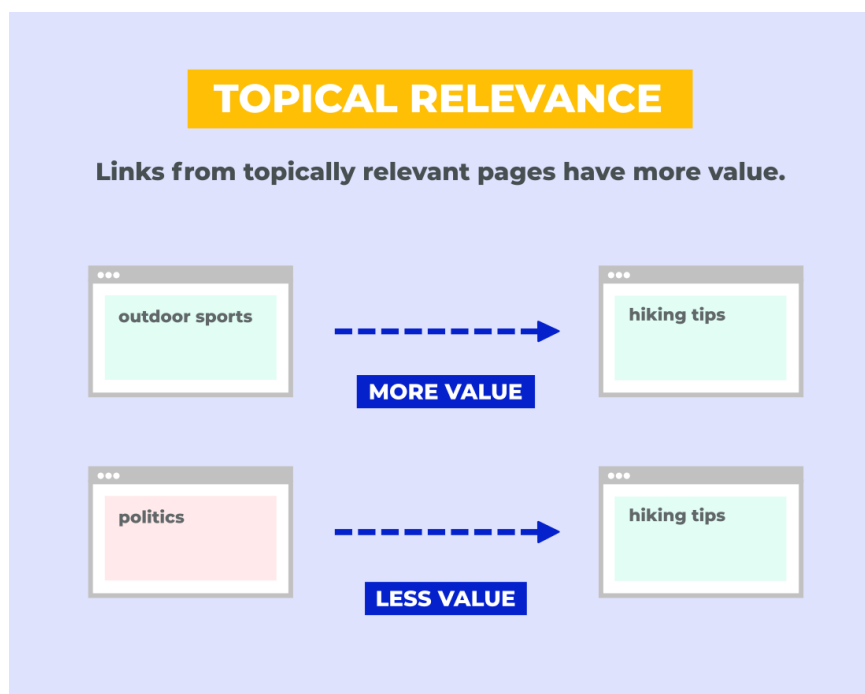 TOPICAL RELEVANCE
Links from topically relevant pages have more value.
outdoor sports
hiking tips
MORE VALUE
politics
hiking tips
LESS VALUE